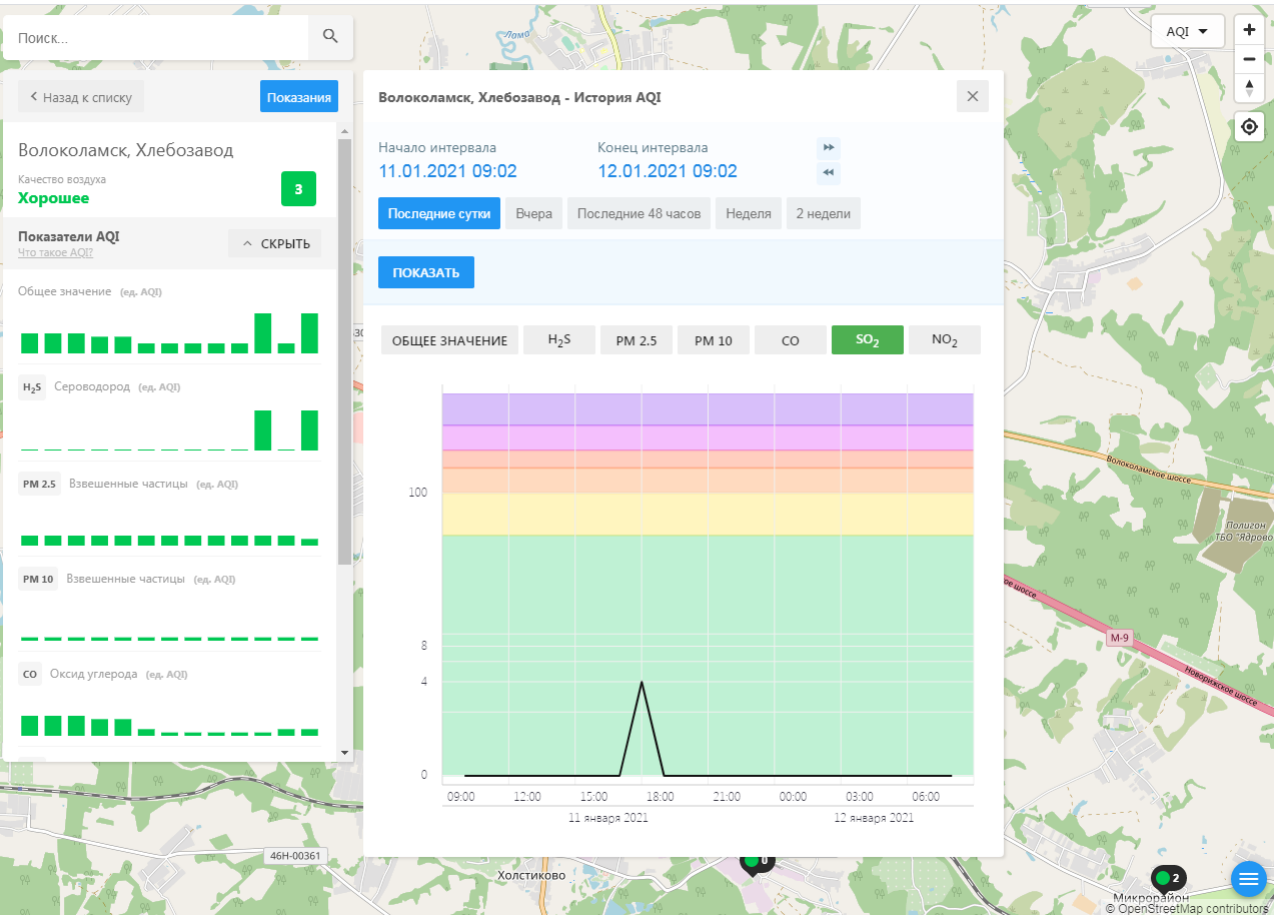 Поиск...
Назад к списку
Показания
Волоколамск, Хлебозавод
Качество воздуха
Хорошее
3
Показатели AQI
Что такое AQI?
СКРЫТЬ
Общее значение (ед. AQI)
H₂S Сероводород (ед. AQI)
PM 2.5 Взвешенные частицы (ед. AQI)
PM 10 Взвешенные частицы (ед. AQI)
CO Оксид углерода (ед. AQI)
Волоколамск, Хлебозавод - История AQI
Начало интервала
11.01.2021 09:02
Конец интервала
12.01.2021 09:02
Последние сутки
Вчера
Последние 48 часов
Неделя
2 недели
ПОКАЗАТЬ
ОБЩЕЕ ЗНАЧЕНИЕ
H₂S
PM 2.5
PM 10
CO
SO₂
NO₂
100
8
4
0
09:00 12:00 15:00 18:00 21:00 00:00 03:00 06:00
11 января 2021 12 января 2021
AQI
Лама
Волоколамское шоссе
Полигон
ТБО "Ядрово
ое шоссе
М-9
Новорижское шоссе
46Н-00361
Холстиково
0
2
Микрорайон
© OpenStreetMap contributors